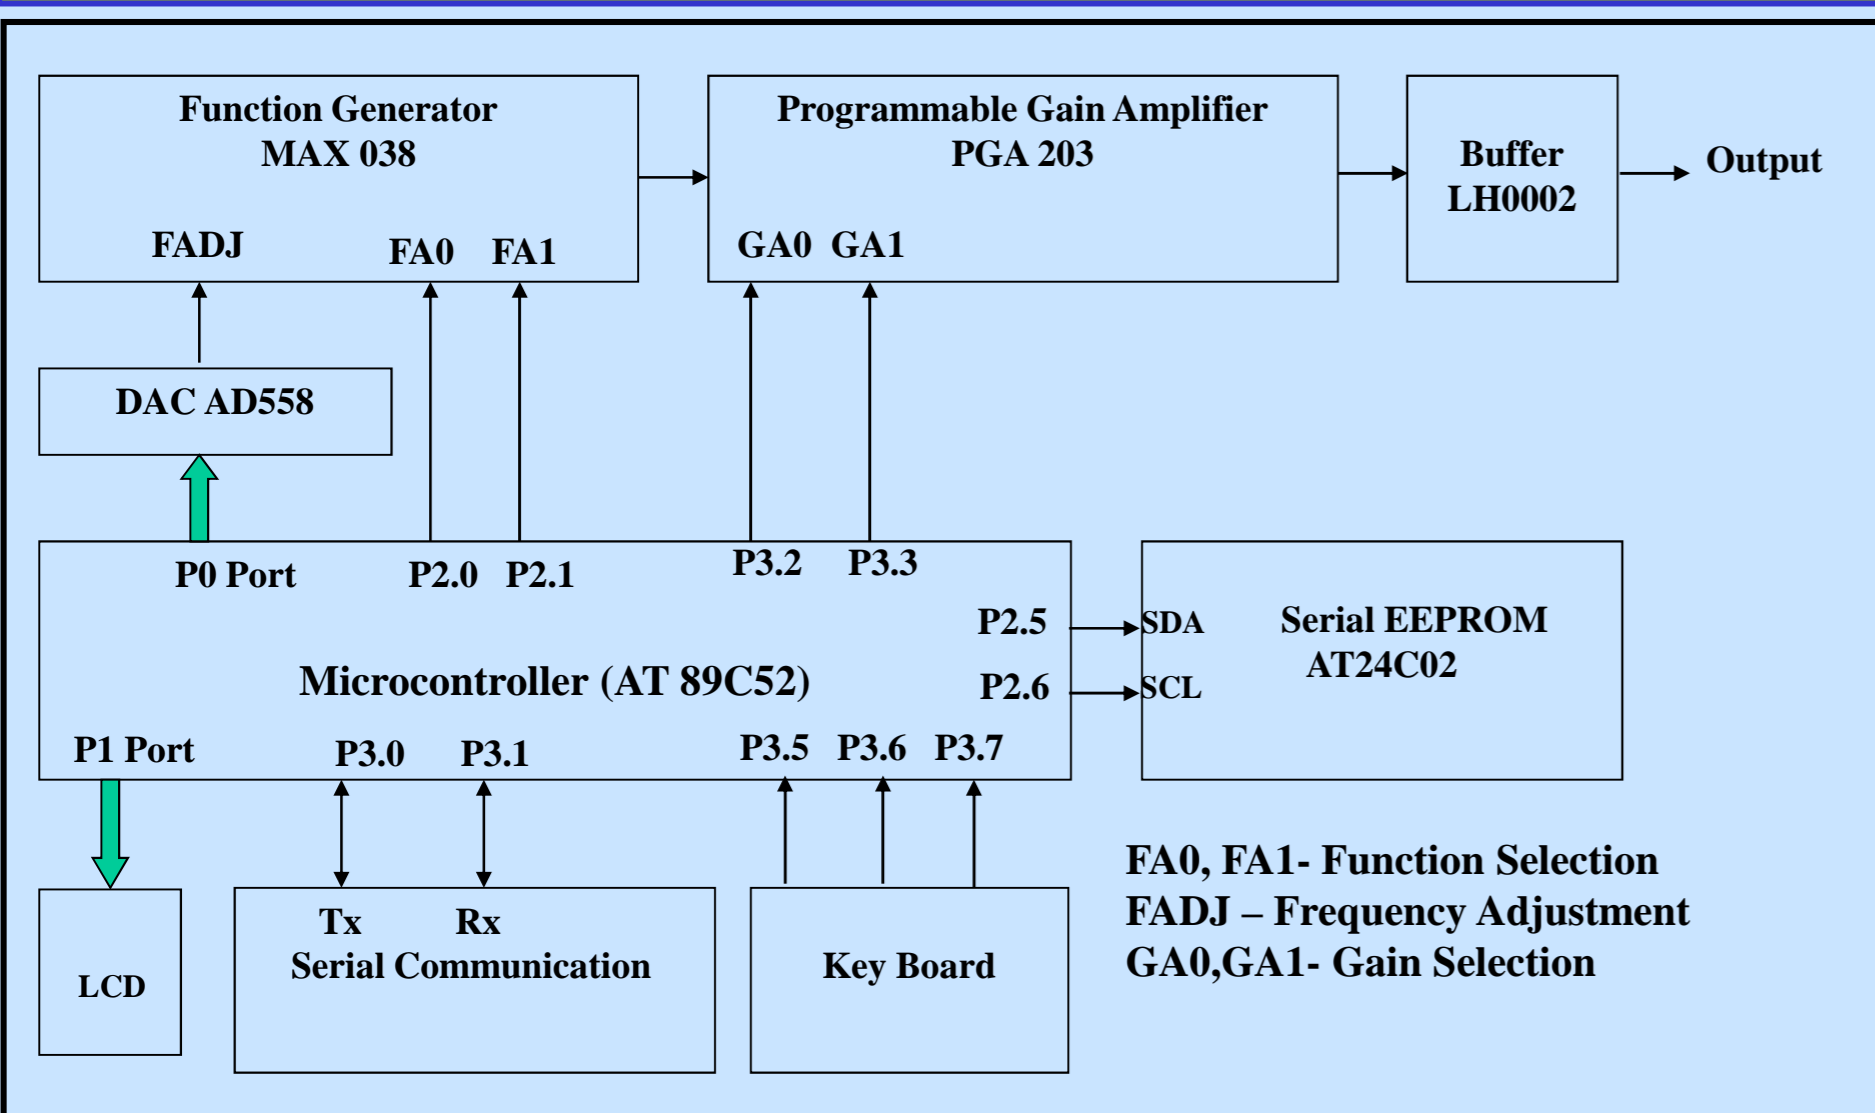 Function Generator
MAX 038
FADJ
FA0 FA1
Programmable Gain Amplifier
PGA 203
GA0 GA1
Buffer
LH0002
Output
DAC AD558
P0 Port
P2.0 P2.1
P3.2 P3.3
P2.5
P2.6
Microcontroller (AT 89C52)
P1 Port
P3.0
P3.1
P3.5 P3.6 P3.7
SDA
SCL
Serial EEPROM
AT24C02
LCD
Tx Rx
Serial Communication
Key Board
FA0, FA1- Function Selection
FADJ – Frequency Adjustment
GA0,GA1- Gain Selection